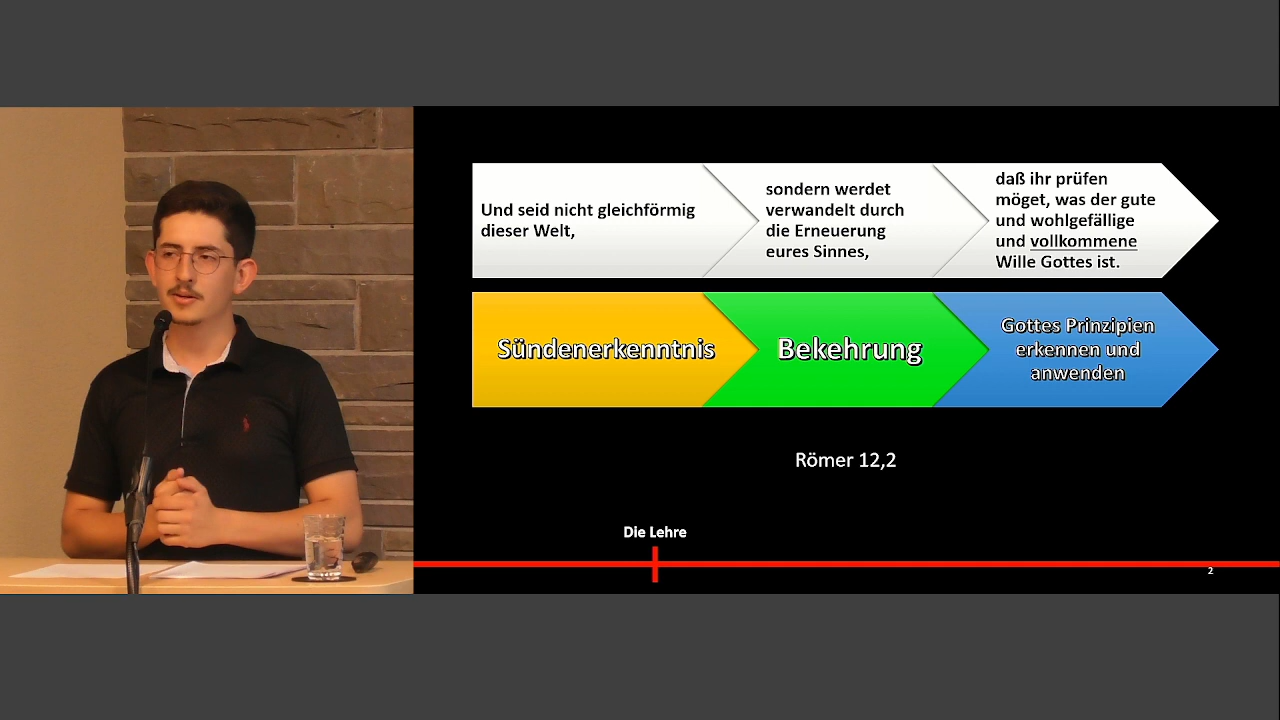 Und seid nicht gleichförmig
dieser Welt,
sondern werdet
verwandelt durch
die Erneuerung
eures Sinnes,
daß ihr prüfen
möget, was der gute
und wohlgefällige
und vollkommene
Wille Gottes ist.
Sündenerkenntnis
Bekehrung
Gottes Prinzipien
erkennen und
anwenden
Römer 12,2
Die Lehre
2